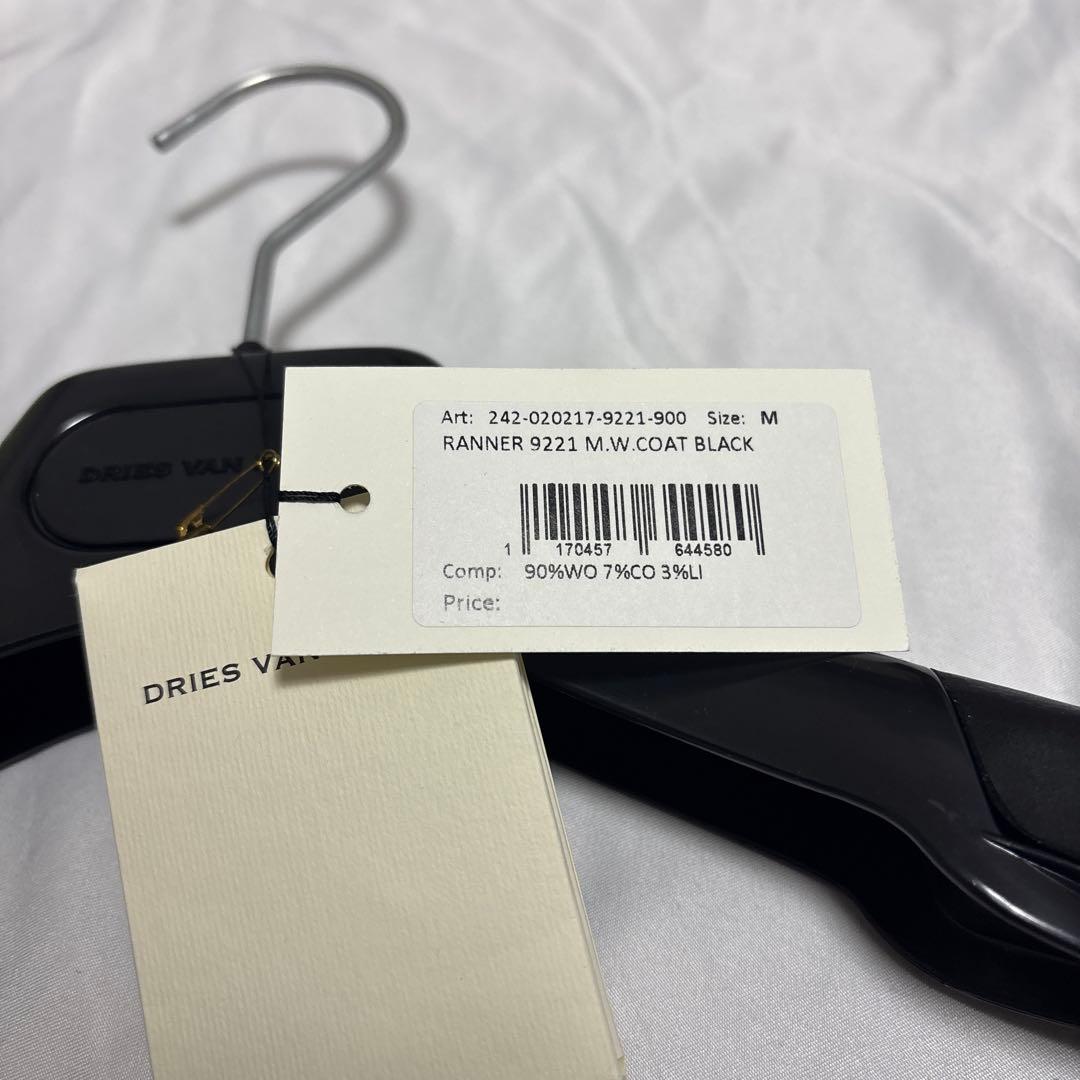 DRIES VAN
Art: 242-020217-9221-900 Size: M
RANNER 9221 M.W.COAT BLACK
1 170457 644580
Comp: 90%WO 7%CO 3%LI
Price:
DRIES VAN